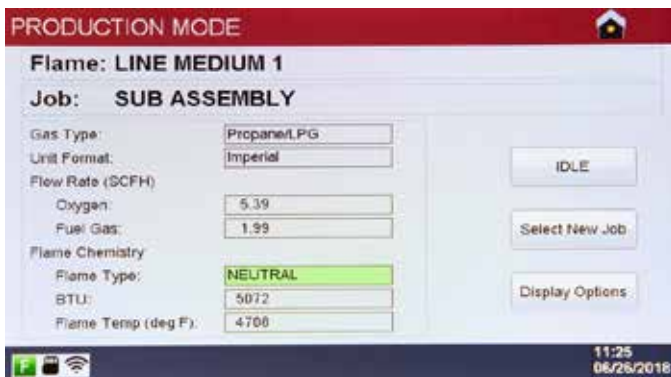 PRODUCTION MODE
Flame: LINE MEDIUM 1
Job: SUB ASSEMBLY
Gas Type: Propane/LPG
Unit Format: Imperial
IDLE
Flow Rate (SCFH)
Oxygen: 5.39
Fuel Gas: 1.99
Select New Job
Flame Chemistry
Flame Type: NEUTRAL
BTU: 5072
Display Options
Flame Temp (deg F): 4708
F
11:25
06/26/2018